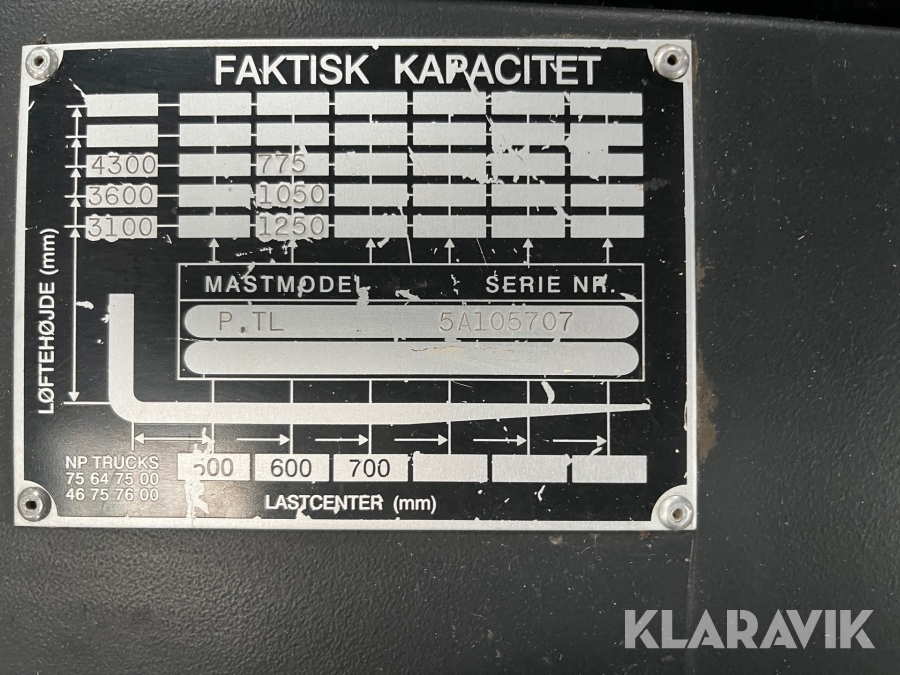 FAKTISK KAPACITET
4300 775
3600 1050
3100 1250
LØFTEHØJDE (mm)
MASTMODEL SERIE NR.
P.TL 5A105707
NP TRUCKS
75 64 75 00
46 75 76 00
500 600 700
LASTCENTER (mm)
KLARAVIK